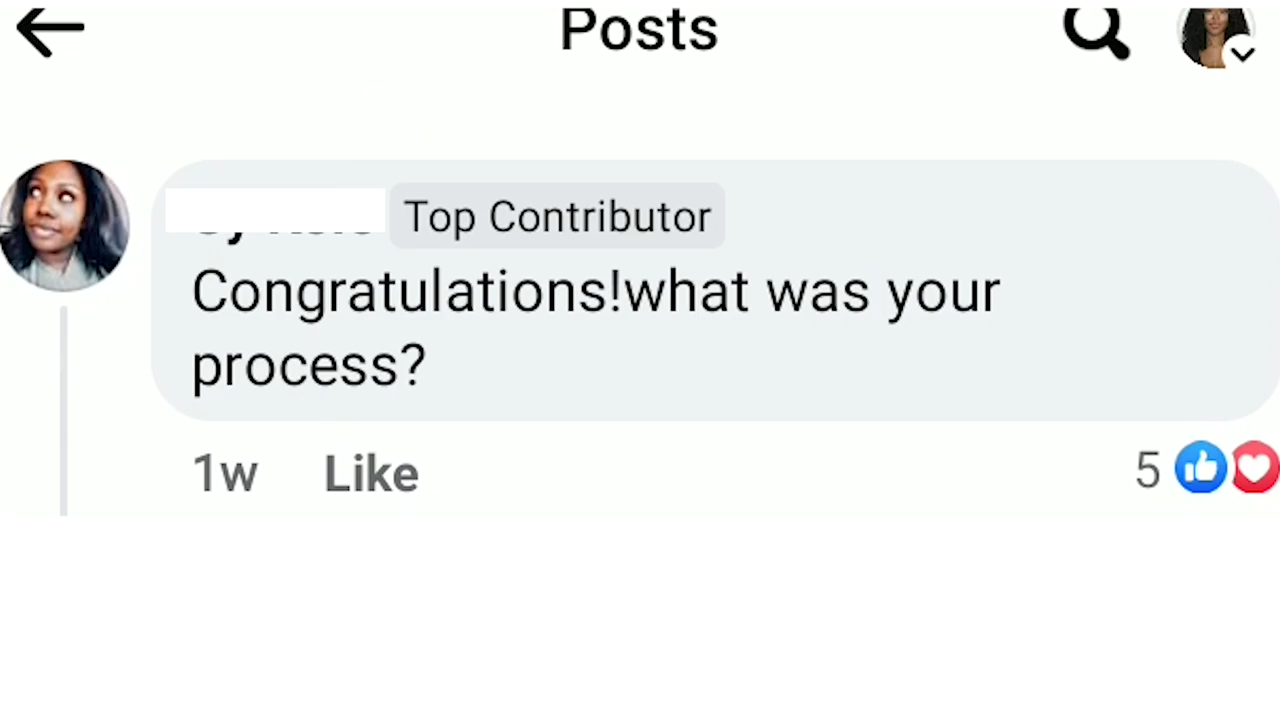 Posts
Top Contributor
Congratulations!what was your
process?
1w Like 5